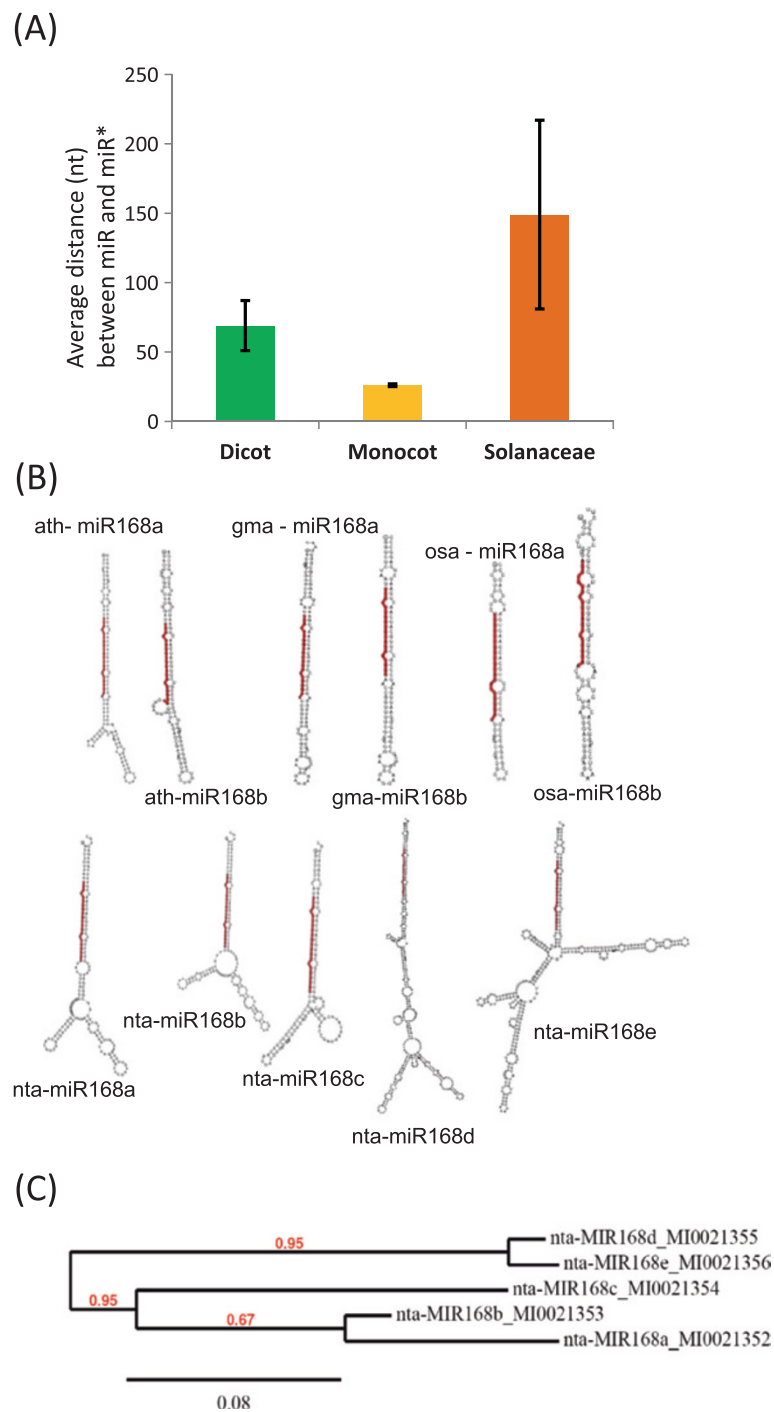 (A)
Average distance (nt)
between miR and miR*
250
200
150
100
50
0
Dicot
Monocot
Solanaceae
(B)
ath- miR168a
gma - miR168a
osa - miR168a
ath-miR168b
gma-miR168b
osa-miR168b
nta-miR168a
nta-miR168b
nta-miR168c
nta-miR168d
nta-miR168e
(C)
0.95
nta-MIR168d_MI0021355
nta-MIR168e_MI0021356
0.95
nta-MIR168c_MI0021354
0.67
nta-MIR168b_MI0021353
nta-MIR168a_MI0021352
0.08